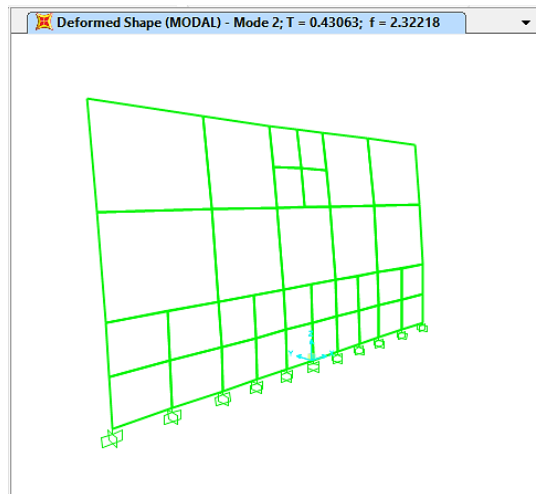 Deformed Shape (MODAL) - Mode 2; T = 0.43063; f = 2.32218